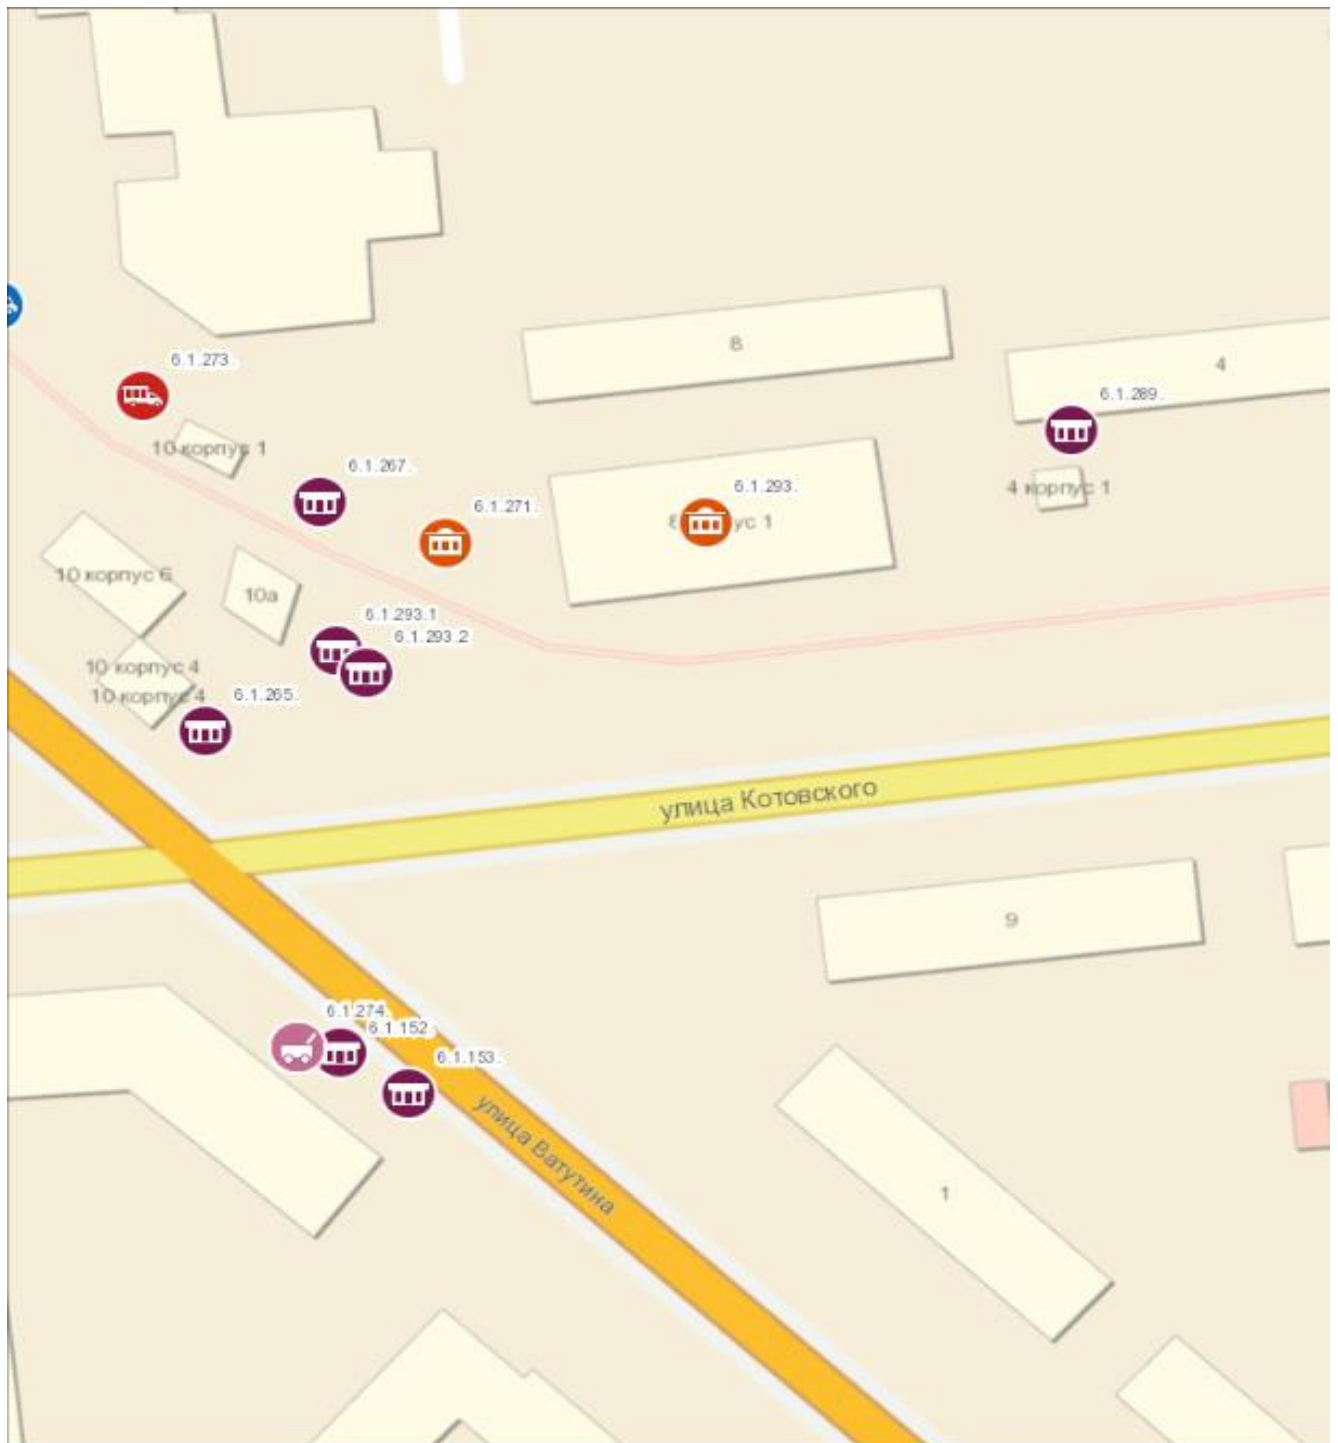 8
6.1.273.
4
6.1.289.
10 корпус 1
6.1.267.
6.1.293.
4 корпус 1
6.1.271.
ус 1
10 корпус 6
10а
6.1.293.1
6.1.293.2
10 корпус 4
10 корпус 4
6.1.265.
улица Котовского
9
6.1.274.
6.1.152.
6.1.153.
улица Ватутина
1